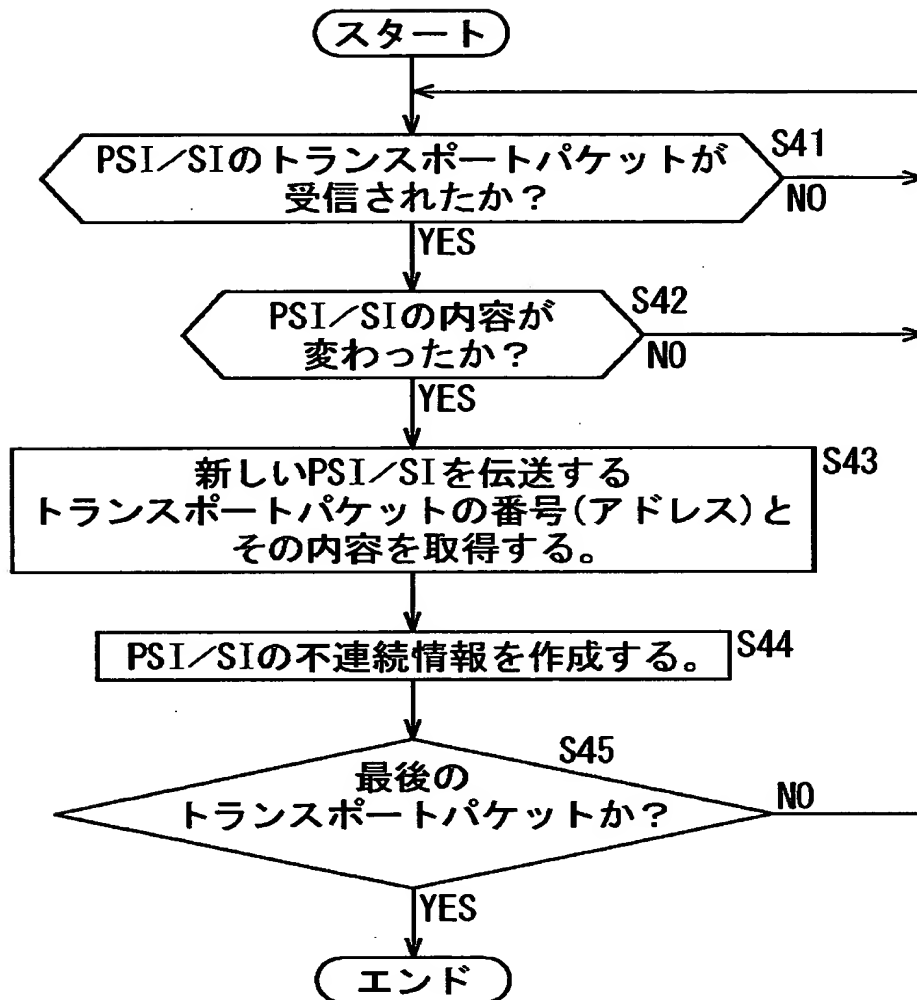 スタート
PSI/SIのトランスポートパケットが
受信されたか?
S41
NO
YES
PSI/SIの内容が
変わったか?
S42
NO
YES
新しいPSI/SIを伝送する
トランスポートパケットの番号(アドレス)と
その内容を取得する。
S43
PSI/SIの不連続情報を作成する。
S44
最後の
トランスポートパケットか?
S45
NO
YES
エンド